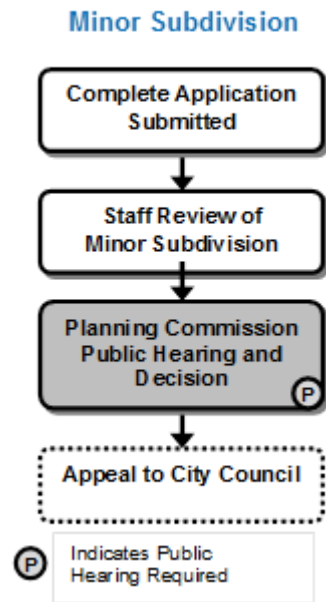 Minor Subdivision
Complete Application
Submitted
Staff Review of
Minor Subdivision
Planning Commission
Public Hearing and
Decision
P
Appeal to City Council
P
Indicates Public
Hearing Required